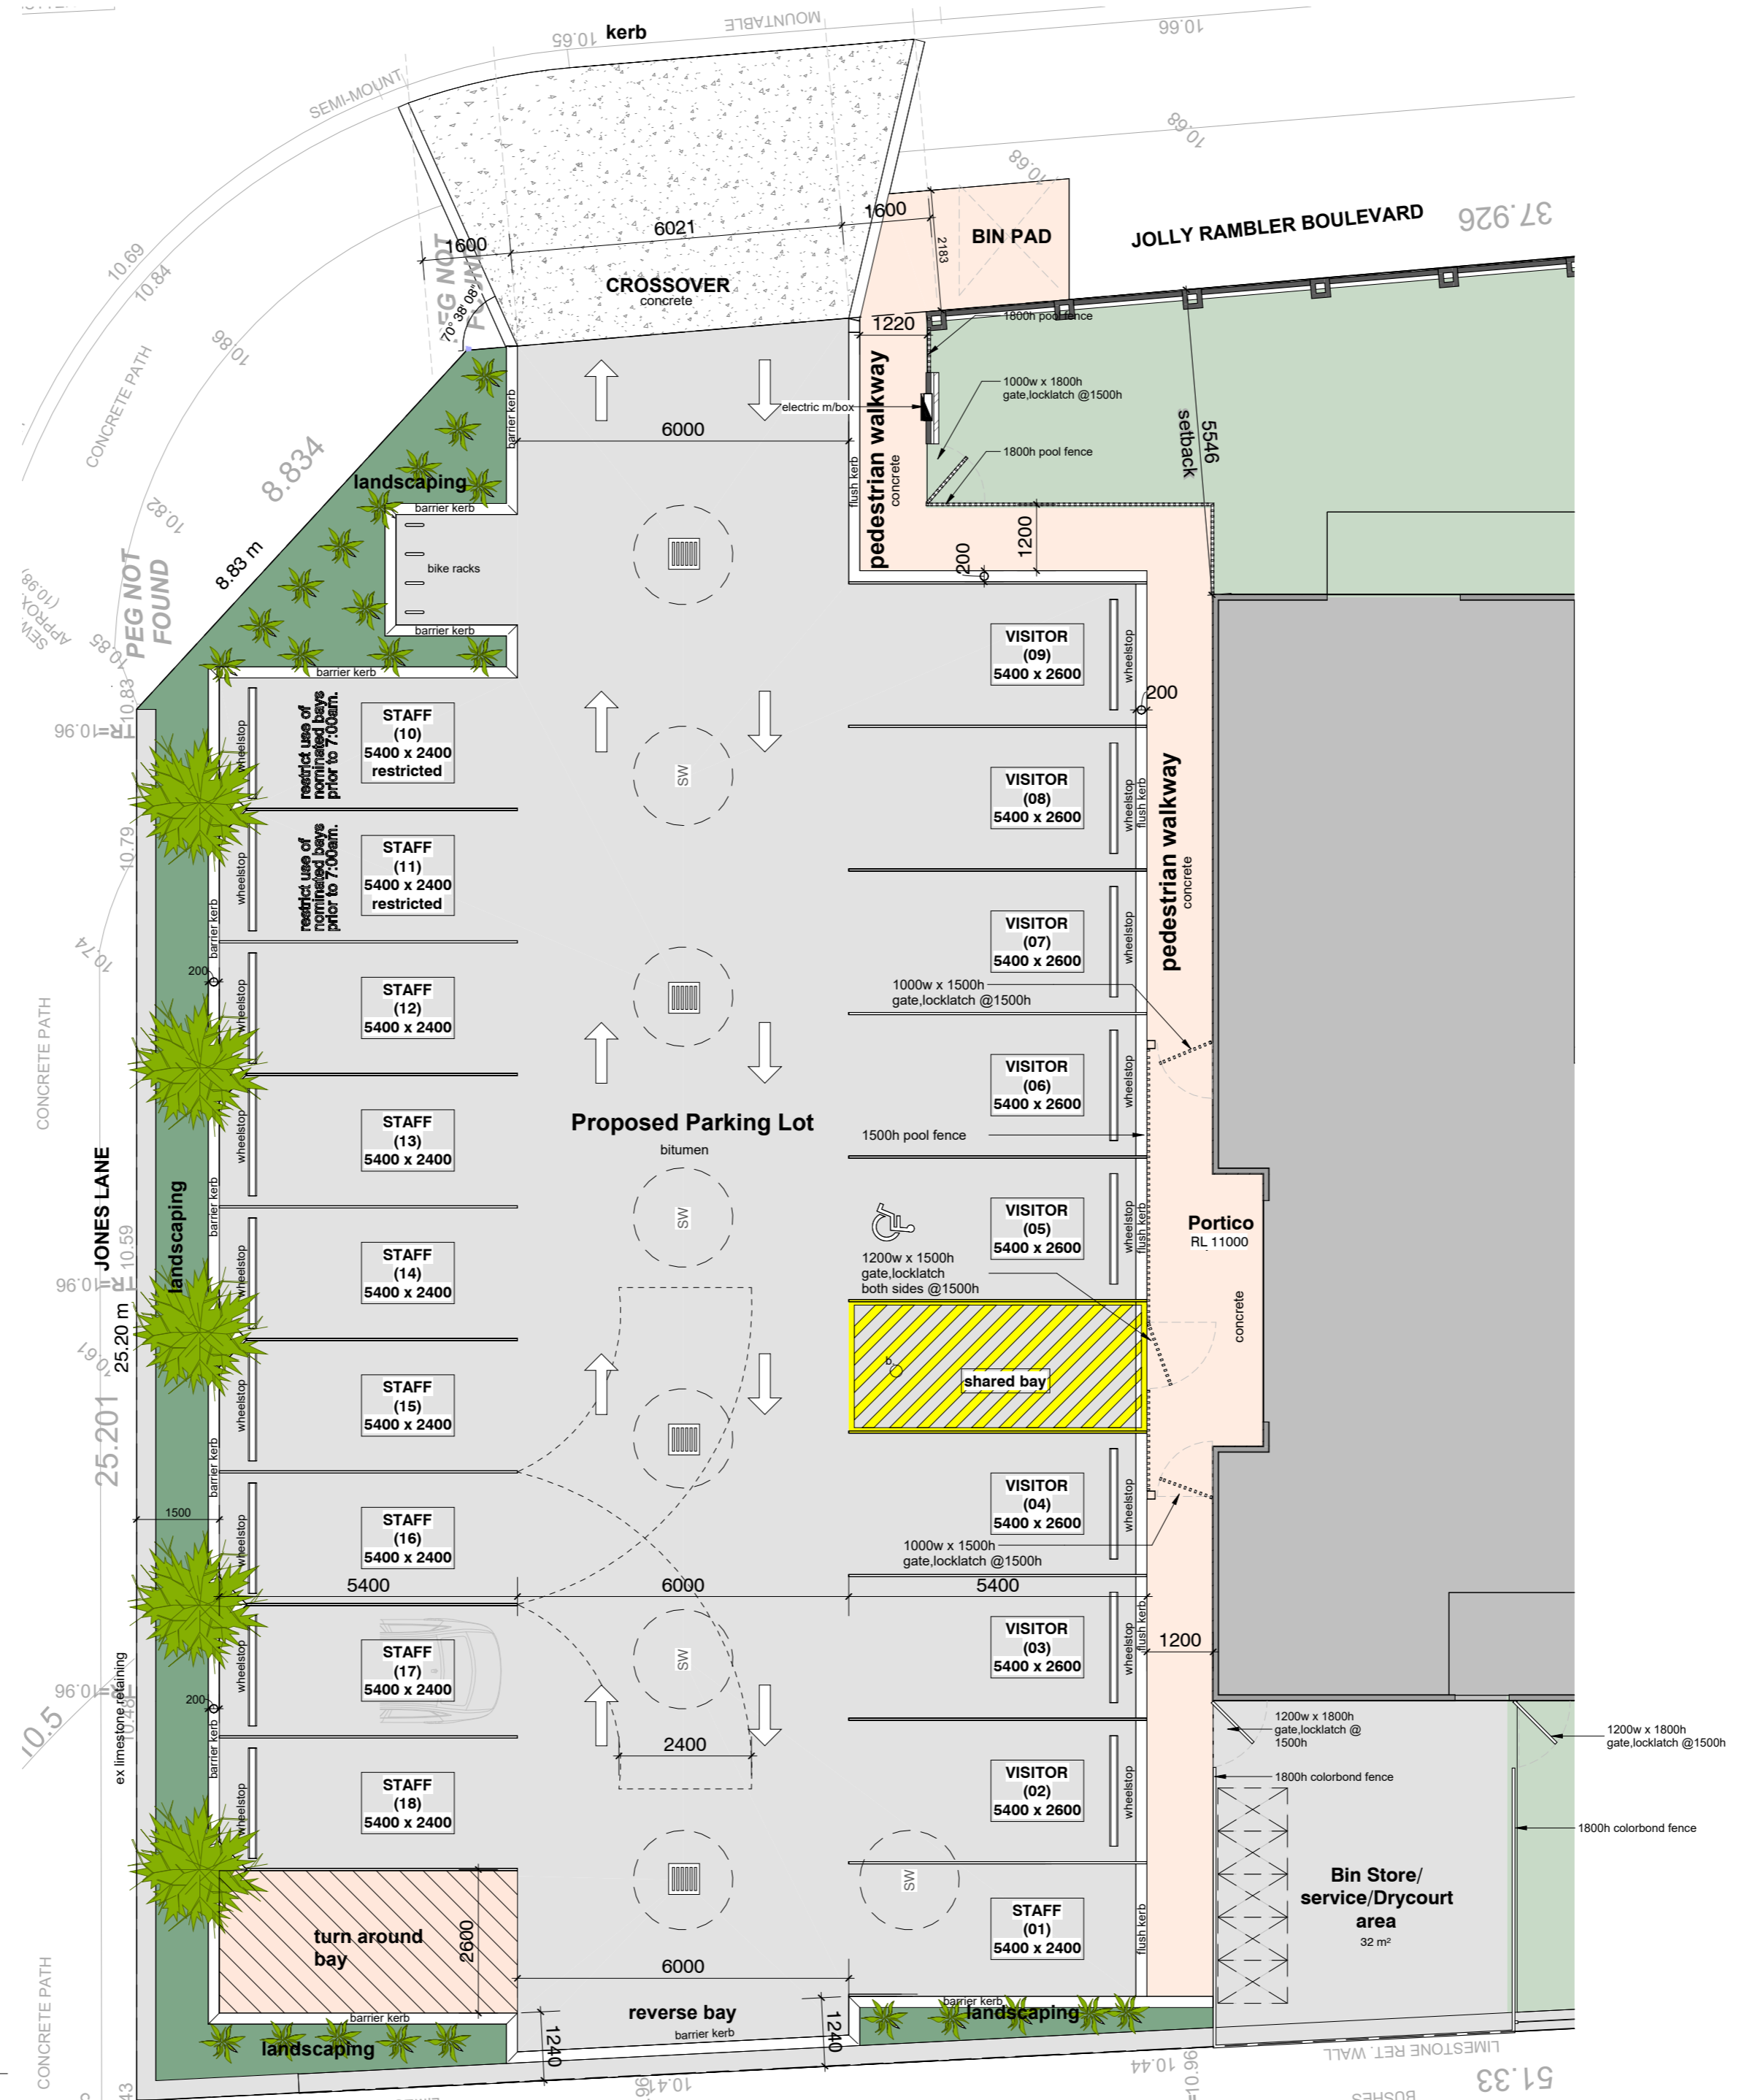 kerb
MOUNTABLE
10.65
10.66
SEMI-MOUNT
10.68
10.68
1600
6021
1600
2183
BIN PAD
JOLLY RAMBLER BOULEVARD
37.926
10.69
10.84
10.86
PEG NOT
70° 38' 08"
CROSSOVER
concrete
1220
1800h pool fence
CONCRETE PATH
8.834
barrier kerb
electric m/box
1000w x 1800h
gate,locklatch @1500h
6000
pedestrian walkway
concrete
flush kerb
1800h pool fence
5546
setback
landscaping
barrier kerb
10.82
8.83 m
bike racks
200
1200
PEG NOT
FOUND
SEW.
APPROX.
(10.98)
10.85
barrier kerb
barrier kerb
10.83
TR=10.96
wheelstop
restrict use of
nominated bays
prior to 7:00am.
STAFF
(10)
5400 x 2400
restricted
VISITOR
(09)
5400 x 2600
wheelstop
200
10.79
wheelstop
restrict use of
nominated bays
prior to 7:00am.
STAFF
(11)
5400 x 2400
restricted
SW
VISITOR
(08)
5400 x 2600
wheelstop
flush kerb
pedestrian walkway
concrete
10.74
barrier kerb
200
VISITOR
(07)
5400 x 2600
wheelstop
CONCRETE PATH
wheelstop
STAFF
(12)
5400 x 2400
1000w x 1500h
gate,locklatch @1500h
VISITOR
(06)
5400 x 2600
wheelstop
wheelstop
STAFF
(13)
5400 x 2400
Proposed Parking Lot
bitumen
1500h pool fence
JONES LANE
landscaping
barrier kerb
10.59
TR=10.96
wheelstop
STAFF
(14)
5400 x 2400
SW
VISITOR
(05)
5400 x 2600
wheelstop
flush kerb
Portico
RL 11000
concrete
1200w x 1500h
gate,locklatch
both sides @1500h
25.20 m
10.61
25.201
wheelstop
STAFF
(15)
5400 x 2400
b
shared bay
barrier kerb
1500
wheelstop
STAFF
(16)
5400 x 2400
VISITOR
(04)
5400 x 2600
wheelstop
1000w x 1500h
gate,locklatch @1500h
5400
6000
5400
ex limestone retaining
TR=10.96
10.48
10.5
200
barrier kerb
wheelstop
STAFF
(17)
5400 x 2400
SW
VISITOR
(03)
5400 x 2600
wheelstop
flush kerb
1200
2400
1200w x 1800h
gate,locklatch @
1500h
1200w x 1800h
gate,locklatch @1500h
1800h colorbond fence
1800h colorbond fence
wheelstop
STAFF
(18)
5400 x 2400
VISITOR
(02)
5400 x 2600
wheelstop
SW
Bin Store/
service/Drycourt
area
32 m²
turn around
bay
2600
STAFF
(01)
5400 x 2400
flush kerb
6000
CONCRETE PATH
barrier kerb
landscaping
1240
reverse bay
barrier kerb
1240
barrier kerb
landscaping
10.41
10.44
=10.96
LIMESTONE RET. WALL
51.33
BUSHES